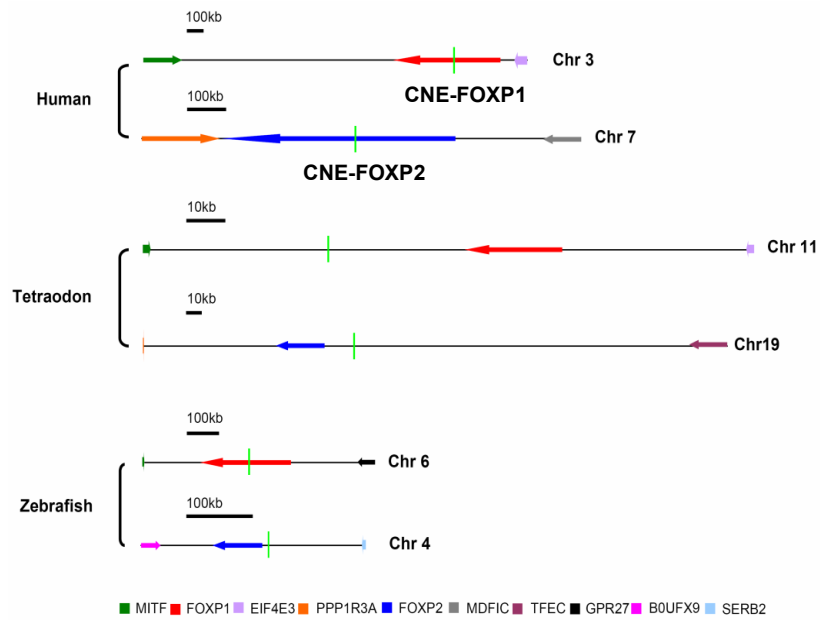 100kb
Chr 3
CNE-FOXP1
Human
100kb
Chr 7
CNE-FOXP2
10kb
Chr 11
Tetraodon
10kb
Chr19
100kb
Chr 6
Zebrafish
100kb
Chr 4
MITF FOXP1 EIF4E3 PPP1R3A FOXP2 MDFIC TFEC GPR27 B0UFX9 SERB2